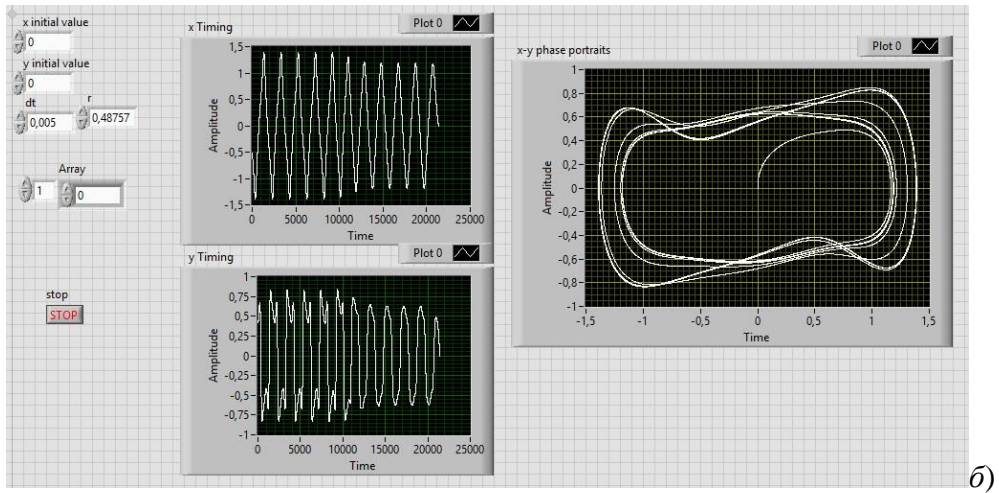 x initial value
0
y initial value
0
dt
r
0,005
0,48757
Array
1
0
stop
STOP
x Timing
Plot 0
Amplitude
1,5
1
0,5
0
-0,5
-1
-1,5
0 5000 10000 15000 20000 25000
Time
y Timing
Plot 0
Amplitude
1
0,75
0,5
0,25
0
-0,25
-0,5
-0,75
-1
0 5000 10000 15000 20000 25000
Time
x-y phase portraits
Plot 0
Amplitude
1
0,8
0,6
0,4
0,2
0
-0,2
-0,4
-0,6
-0,8
-1
-1,5 -1 -0,5 0 0,5 1 1,5
Time
б)